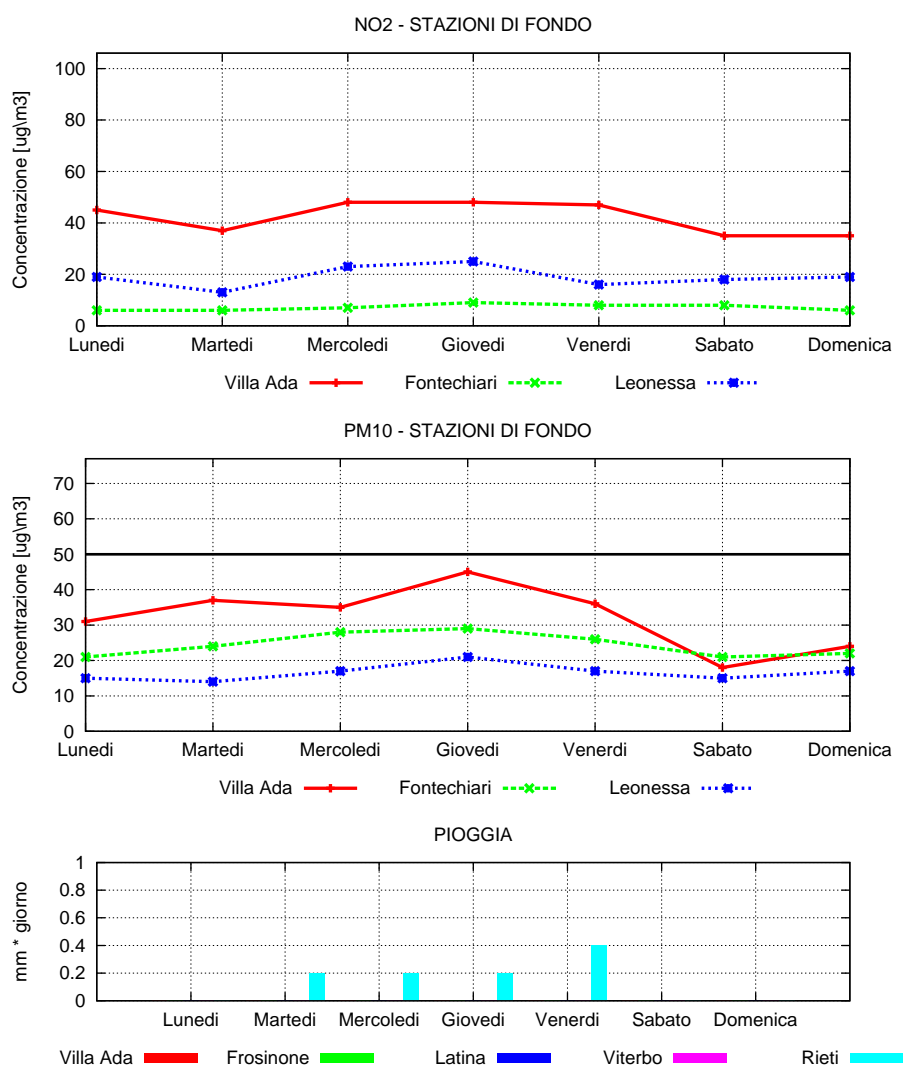 NO2 - STAZIONI DI FONDO
Concentrazione [ug\m3]
100
80
60
40
20
0
Lunedi Martedi Mercoledi Giovedi Venerdi Sabato Domenica
Villa Ada Fontechiari Leonessa
PM10 - STAZIONI DI FONDO
Concentrazione [ug\m3]
70
60
50
40
30
20
10
0
Lunedi Martedi Mercoledi Giovedi Venerdi Sabato Domenica
Villa Ada Fontechiari Leonessa
PIOGGIA
mm * giorno
1
0.8
0.6
0.4
0.2
0
Lunedi Martedi Mercoledi Giovedi Venerdi Sabato Domenica
Villa Ada Frosinone Latina Viterbo Rieti